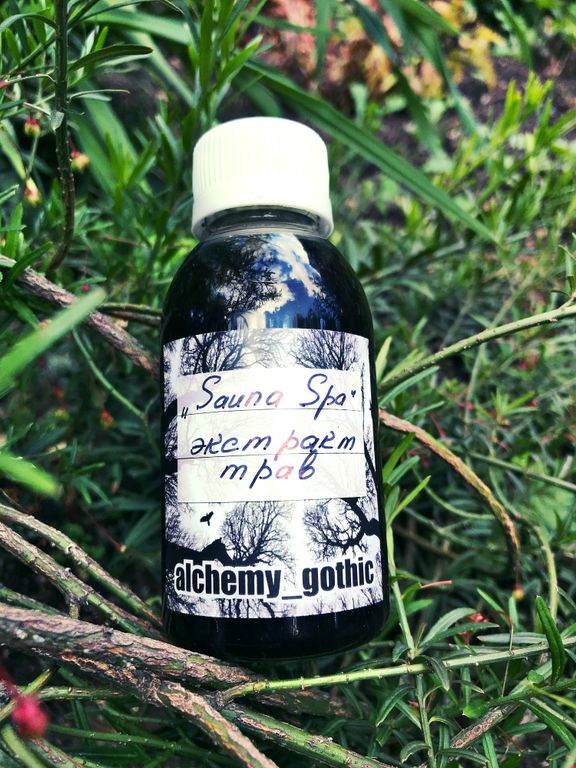 „Sauna Spa“
экстракт
трав
alchemy_gothic